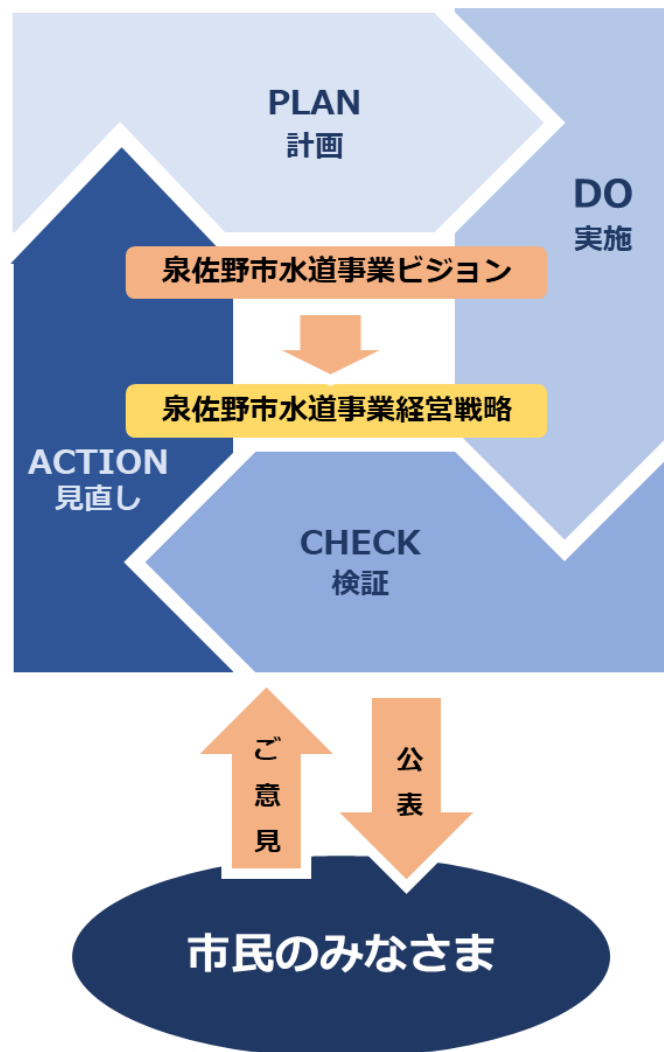 PLAN
計画
DO
実施
泉佐野市水道事業ビジョン
泉佐野市水道事業経営戦略
ACTION
見直し
CHECK
検証
ご意見
公表
市民のみなさま